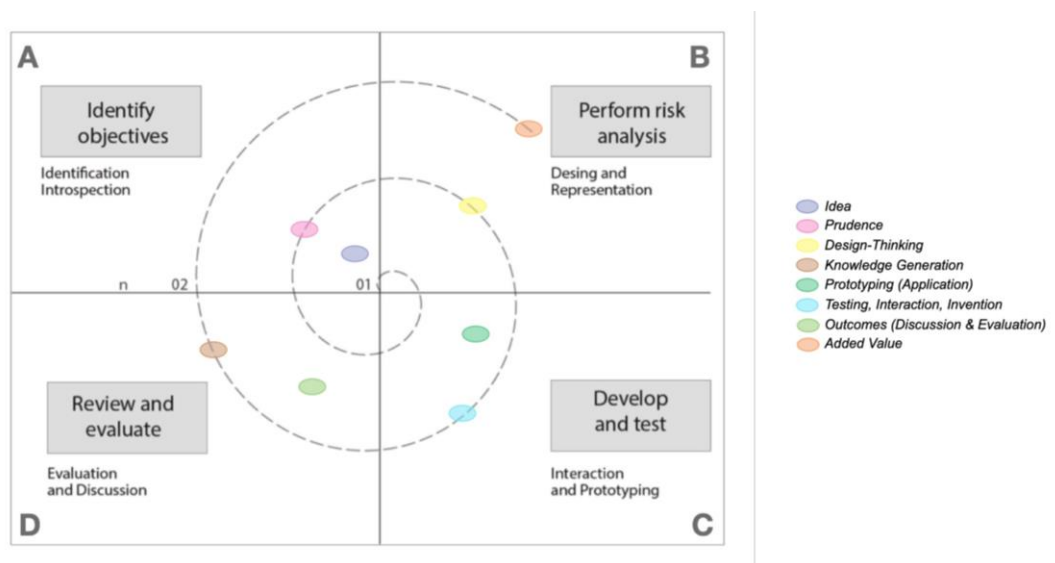 A
B
Identify
objectives
Perform risk
analysis
Identification
Introspection
Desing and
Representation
n
02
01
Review and
evaluate
Develop
and test
Evaluation
and Discussion
Interaction
and Prototyping
D
C
Idea
Prudence
Design-Thinking
Knowledge Generation
Prototyping (Application)
Testing, Interaction, Invention
Outcomes (Discussion & Evaluation)
Added Value